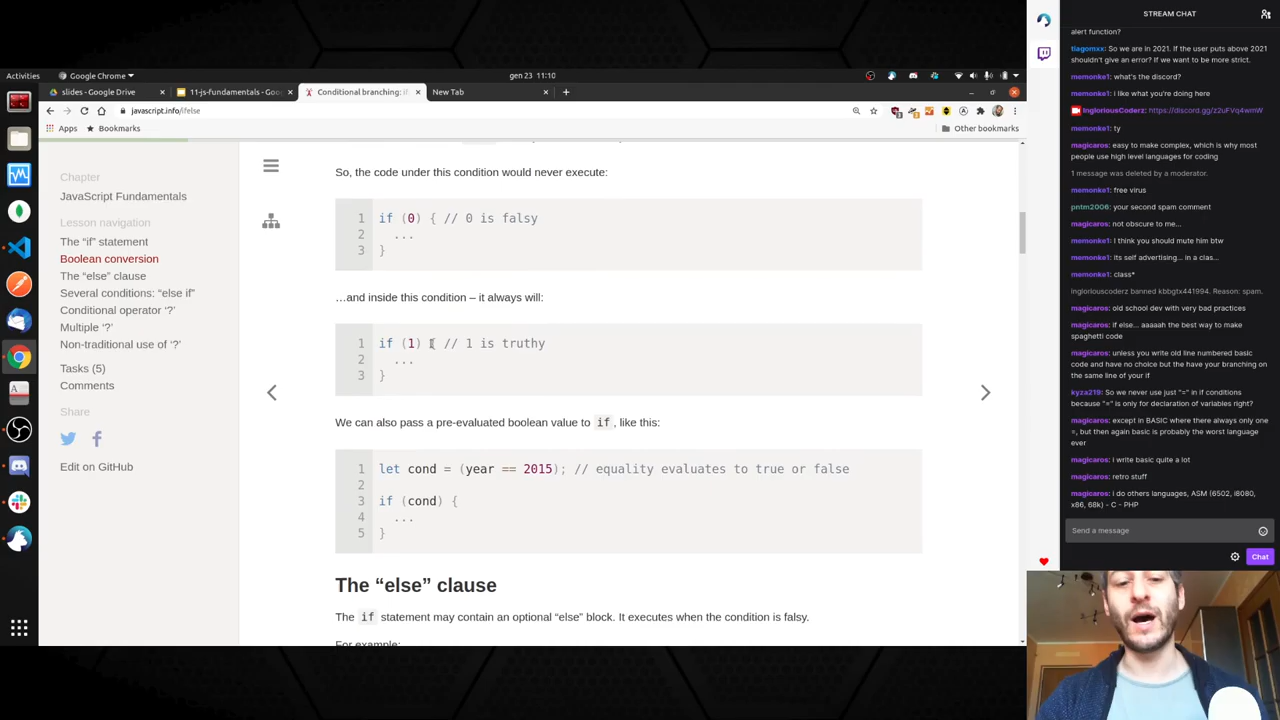 Activities
Google Chrome
gen 23 11:10
slides - Google Drive
11-js-fundamentals - Goo
Conditional branching: if
New Tab
javascript.info/ifelse
Apps
Bookmarks
Other bookmarks
Chapter
JavaScript Fundamentals
Lesson navigation
The “if” statement
Boolean conversion
The “else” clause
Several conditions: “else if”
Conditional operator ‘?’
Multiple ‘?’
Non-traditional use of ‘?’
Tasks (5)
Comments
Share
Edit on GitHub
So, the code under this condition would never execute:
1 if (0) { // 0 is falsy
2 ...
3 }
…and inside this condition – it always will:
1 if (1) { // 1 is truthy
2 ...
3 }
We can also pass a pre-evaluated boolean value to if, like this:
1 let cond = (year == 2015); // equality evaluates to true or false
2
3 if (cond) {
4 ...
5 }
The “else” clause
The if statement may contain an optional “else” block. It executes when the condition is falsy.
For example:
STREAM CHAT
alert function?
tiagomxx: So we are in 2021. If the user puts above 2021
shouldn't give an error? If we want to be more strict.
memonke1: what's the discord?
memonke1: i like what you're doing here
IngloriousCoderz: https://discord.gg/z2uFVq4wmW
memonke1: ty
magicaros: easy to make complex, which is why most
people use high level languages for coding
1 message was deleted by a moderator.
memonke1: free virus
pntm2006: your second spam comment
magicaros: not obscure to me...
memonke1: I think you should mute him btw
memonke1: its self advertising... in a clas...
memonke1: class*
ingloriouscoderz banned kbbgtx441994. Reason: spam.
magicaros: old school dev with very bad practices
magicaros: if else... aaaaah the best way to make
spaghetti code
magicaros: unless you write old line numbered basic
code and have no choice but the have your branching on
the same line of your if
kyza219: So we never use just "=" in if conditions
because "=" is only for declaration of variables right?
magicaros: except in BASIC where there always only one
=, but then again basic is probably the worst language
ever
magicaros: i write basic quite a lot
magicaros: retro stuff
magicaros: i do others languages, ASM (6502, i8080,
x86, 68k) - C - PHP
Send a message
Chat